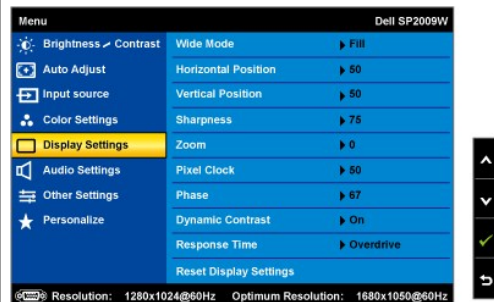 Menu Dell SP2009W
Brightness / Contrast Wide Mode Fill
Auto Adjust Horizontal Position 50
Input source Vertical Position 50
Color Settings Sharpness 75
Display Settings Zoom 0
Audio Settings Pixel Clock 50
Other Settings Phase 67
Personalize Dynamic Contrast On
Response Time Overdrive
Reset Display Settings
Resolution: 1280x1024@60Hz Optimum Resolution: 1680x1050@60Hz